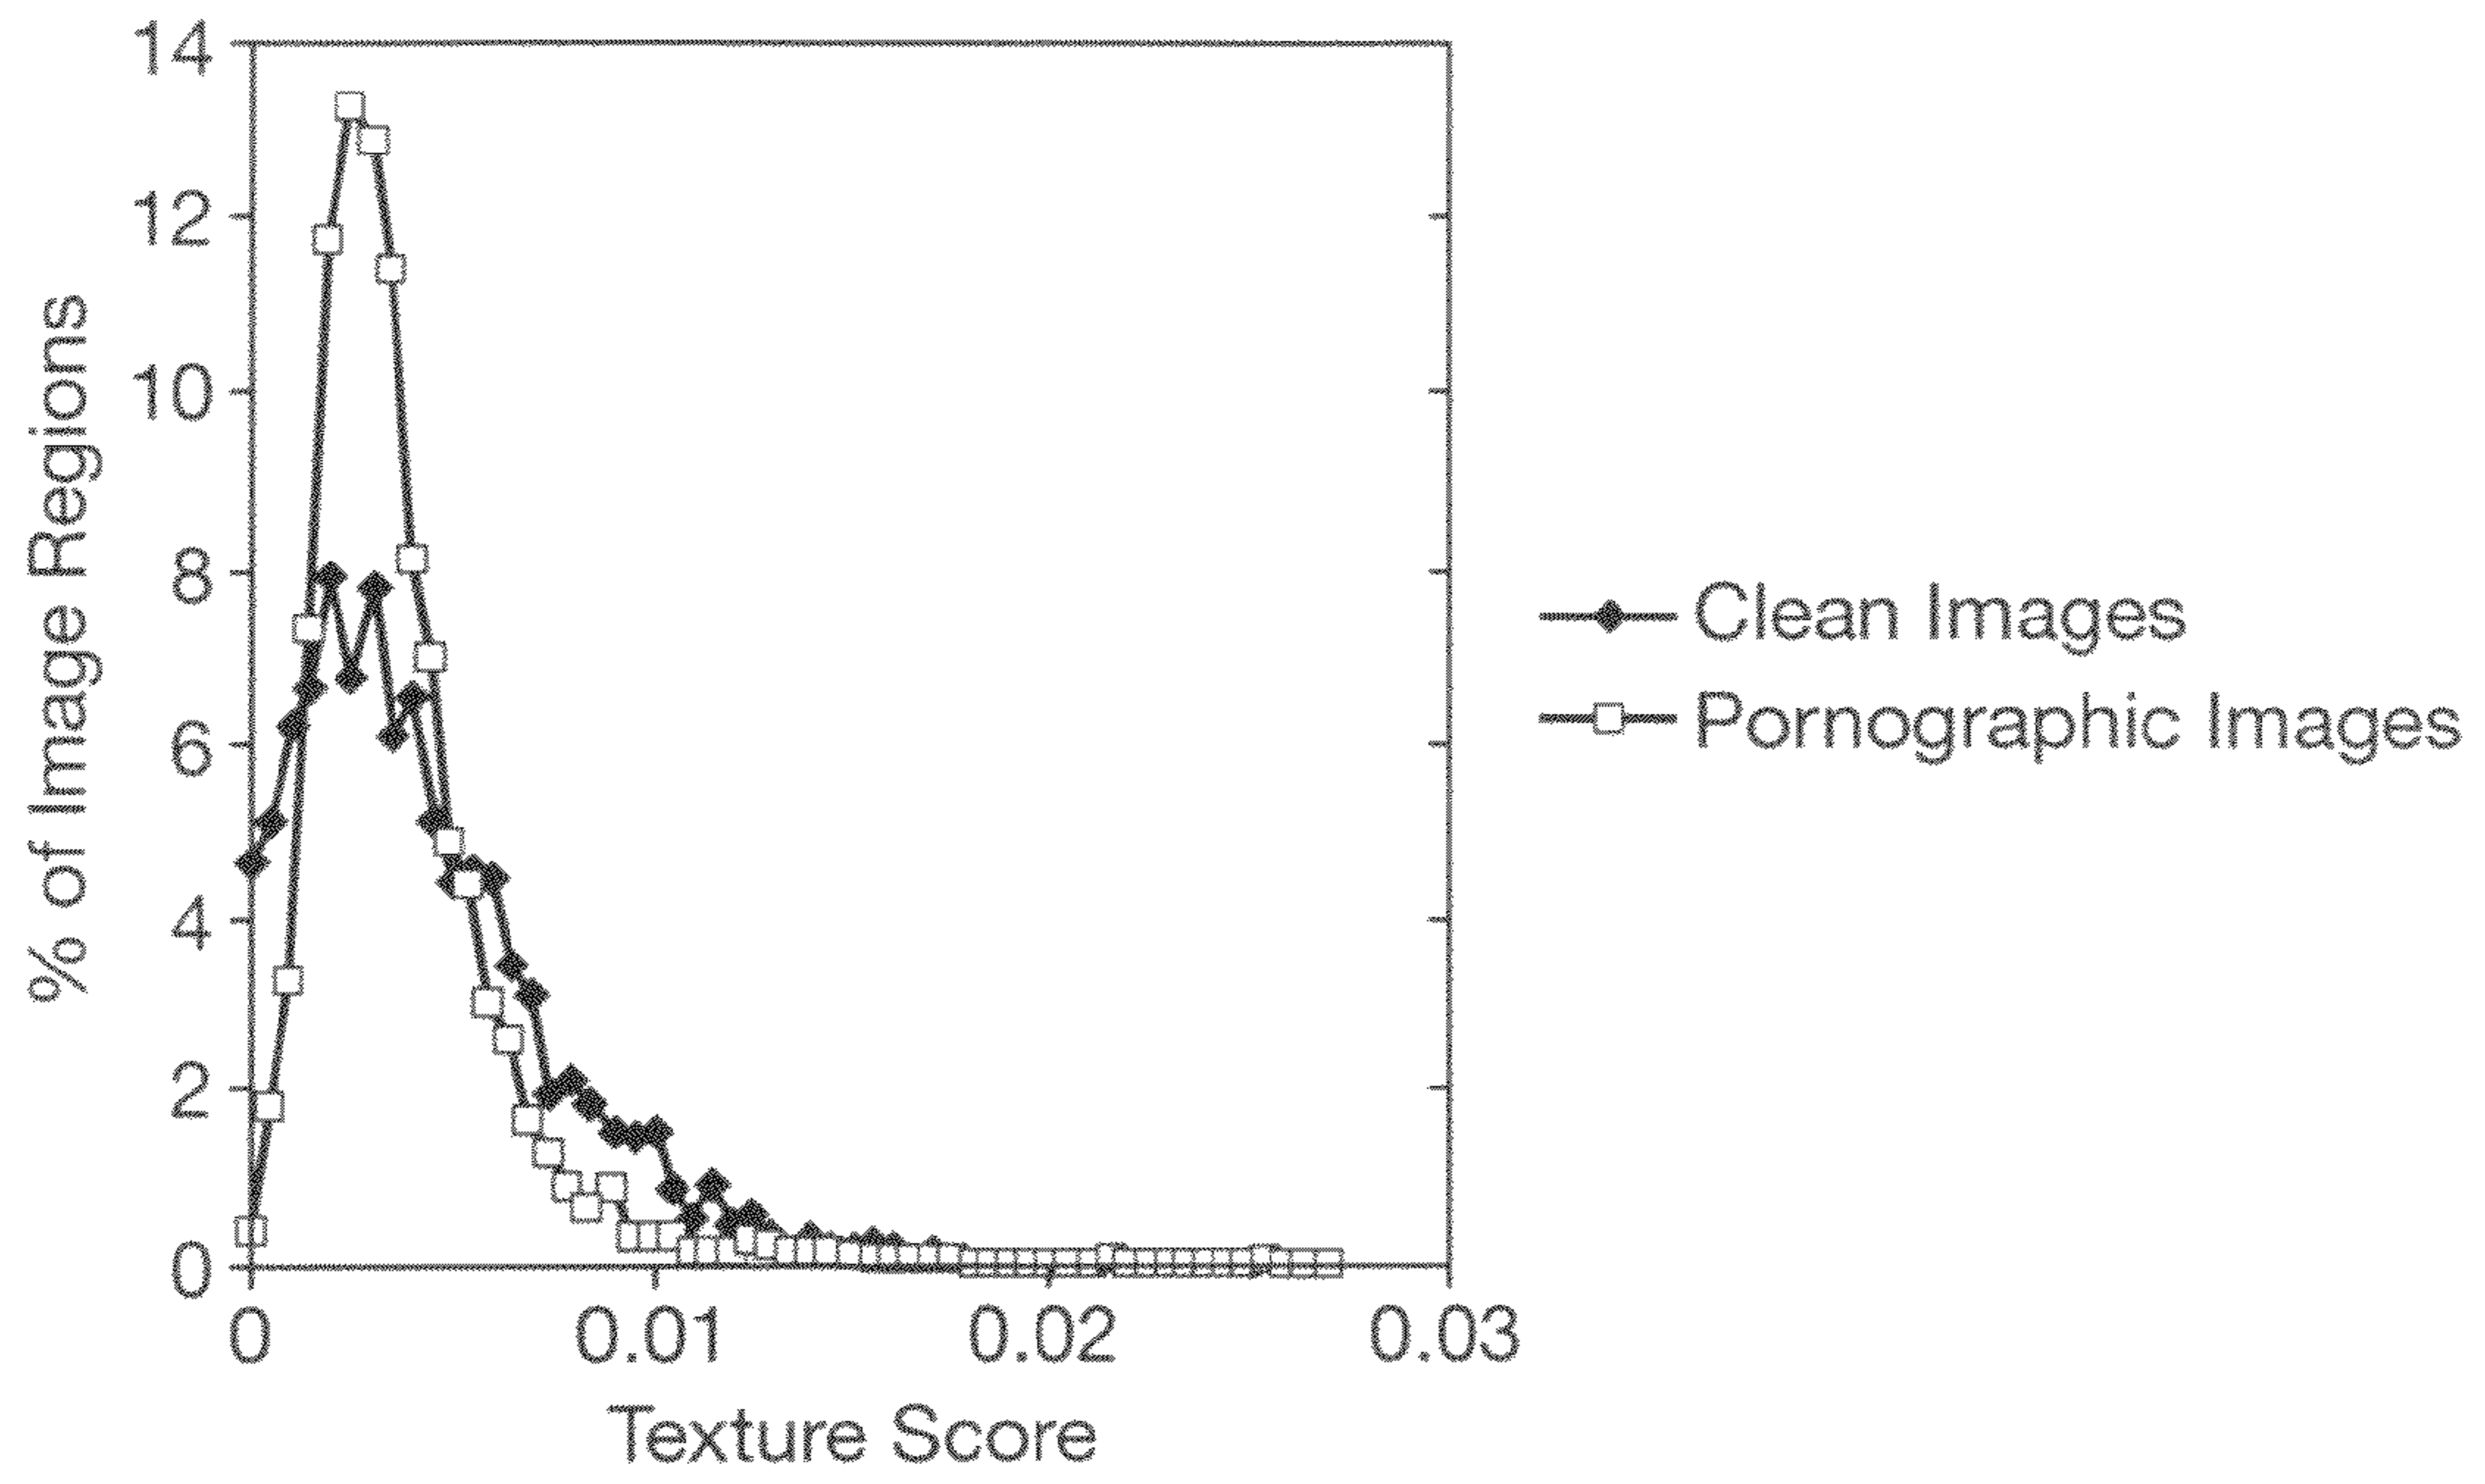 14
12
10
8
6
4
2
0
% of Image Regions
0 0.01 0.02 0.03
Texture Score
Clean Images
Pornographic Images